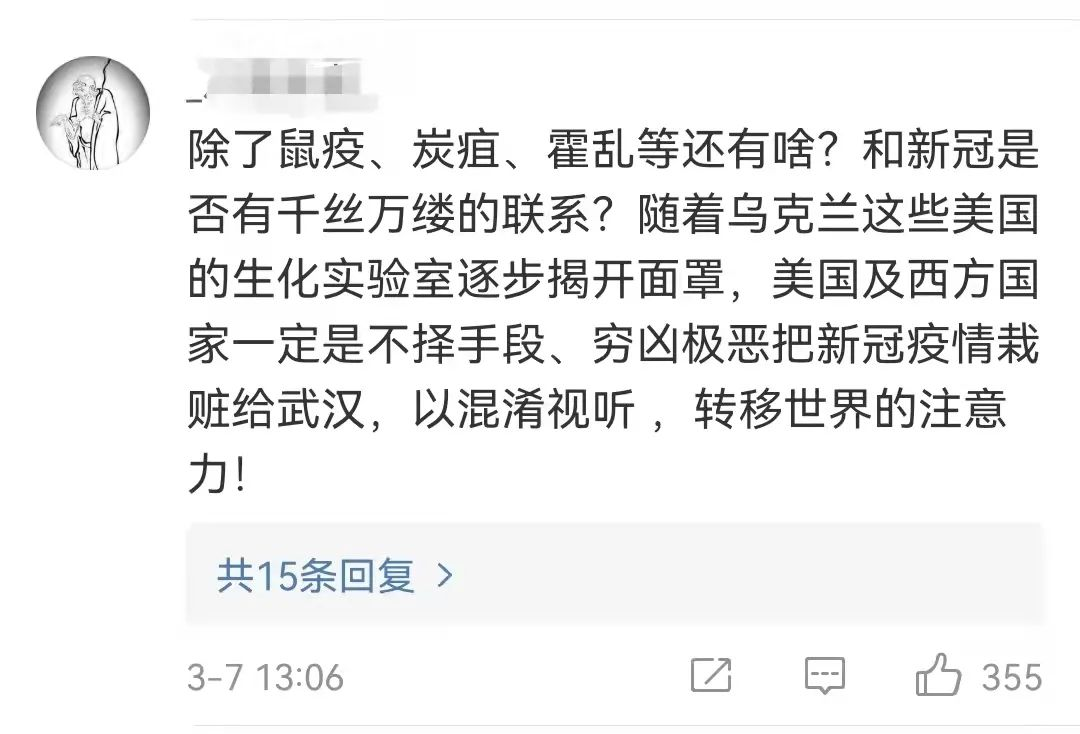 除了鼠疫、炭疽、霍乱等还有啥？和新冠是
否有千丝万缕的联系？随着乌克兰这些美国
的生化实验室逐步揭开面罩，美国及西方国
家一定是不择手段、穷凶极恶把新冠疫情栽
赃给武汉，以混淆视听 ，转移世界的注意
力！
共15条回复 >
3-7 13:06
355